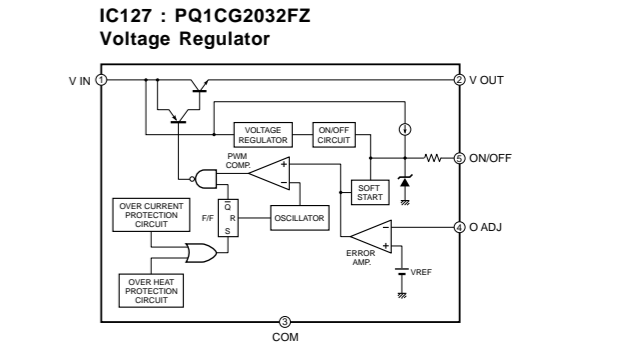 IC127 : PQ1CG2032FZ
Voltage Regulator
V IN 1
2 V OUT
VOLTAGE
REGULATOR
ON/OFF
CIRCUIT
PWM
COMP.
5 ON/OFF
+
−
SOFT
START
OVER CURRENT
PROTECTION
CIRCUIT
F/F
Q
R
S
OSCILLATOR
4 O ADJ
−
+
ERROR
AMP.
VREF
OVER HEAT
PROTECTION
CIRCUIT
3
COM